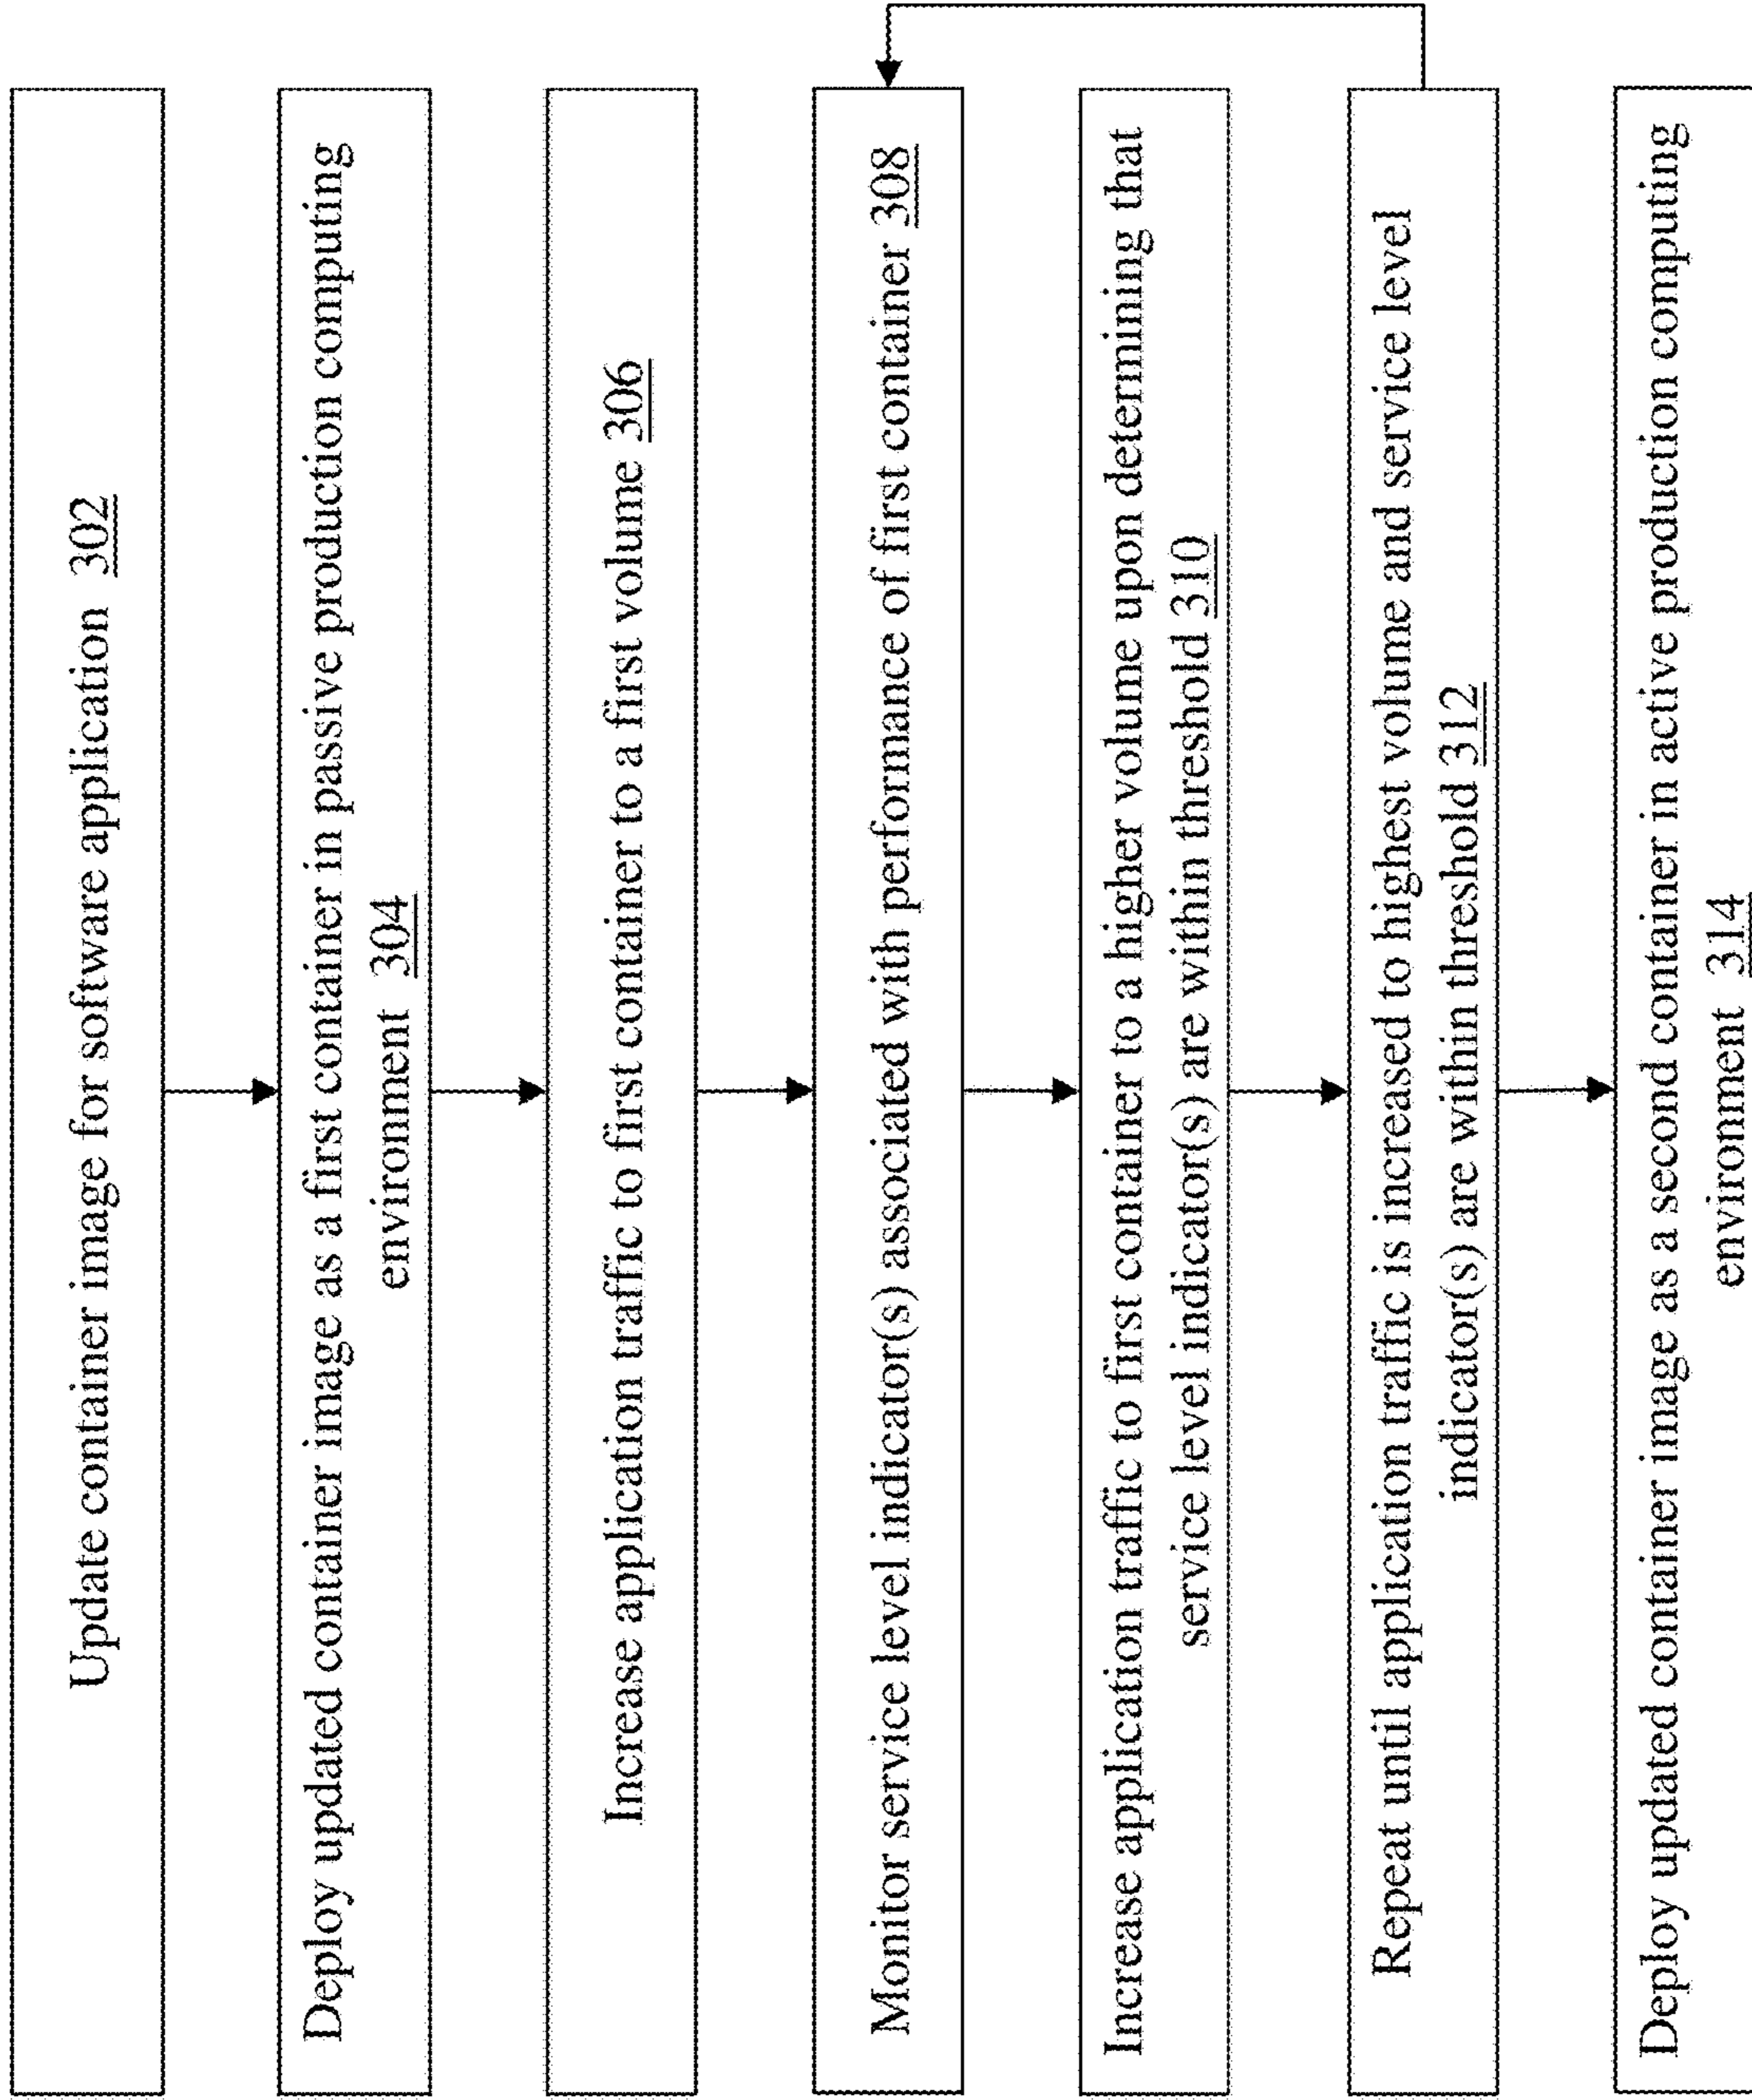 Update container image for software application 302
Deploy updated container image as a first container in passive production computing
environment 304
Increase application traffic to first container to a first volume 306
Monitor service level indicator(s) associated with performance of first container 308
Increase application traffic to first container to a higher volume upon determining that
service level indicator(s) are within threshold 310
Repeat until application traffic is increased to highest volume and service level
indicator(s) are within threshold 312
Deploy updated container image as a second container in active production computing
environment 314